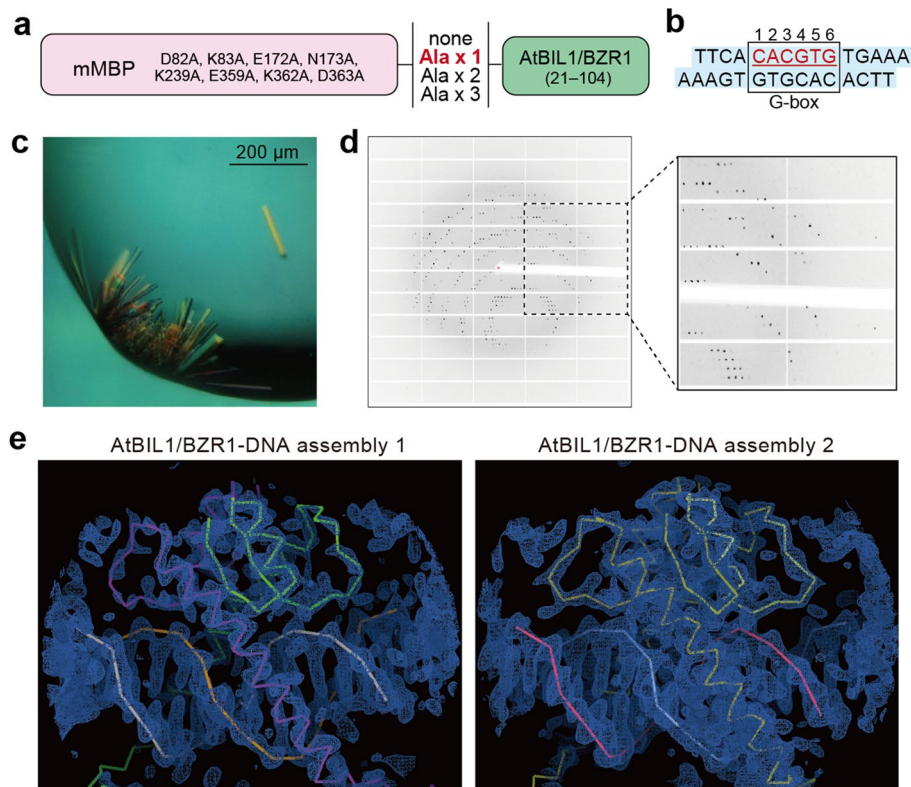 a
mMBP
D82A, K83A, E172A, N173A,
K239A, E359A, K362A, D363A
none
Ala x 1
Ala x 2
Ala x 3
AtBIL1/BZR1
(21–104)
b
1 2 3 4 5 6
TTCA CACGTG TGAAA
AAAGT GTGCAC ACTT
G-box
c
200 µm
d
e
AtBIL1/BZR1-DNA assembly 1
AtBIL1/BZR1-DNA assembly 2